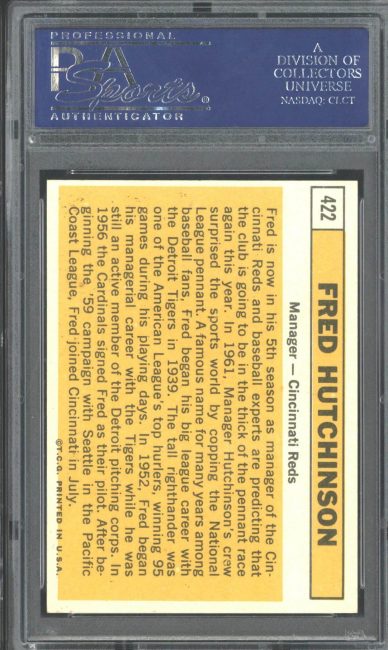 PROFESSIONAL
PSA
Sports
AUTHENTICATOR
A
DIVISION OF
COLLECTORS
UNIVERSE
NASDAQ: CLCT
422
FRED HUTCHINSON
Manager — Cincinnati Reds
Fred is now in his 5th season as manager of the Cin-
cinnati Reds and baseball experts are predicting that
the club is going to be in the thick of the pennant race
again this year. In 1961, Manager Hutchinson's crew
surprised the sports world by copping the National
League pennant. A famous name for many years among
baseball fans, Fred began his big league career with
the Detroit Tigers in 1939. The tall righthander was
one of the American League's top hurlers, winning 95
games during his playing days. In 1952, Fred began
his managerial career with the Tigers while he was
still an active member of the Detroit pitching corps. In
1956 the Cardinals signed Fred as their pilot. After be-
ginning the '59 campaign with Seattle in the Pacific
Coast League, Fred joined Cincinnati in July.
©T.C.G. PRINTED IN U.S.A.